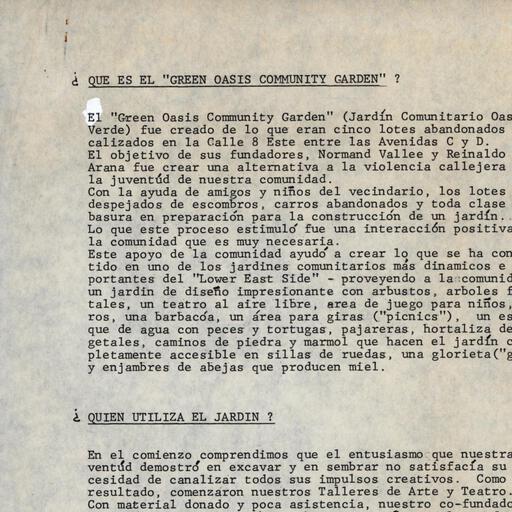 ¿ QUE ES EL "GREEN OASIS COMMUNITY GARDEN" ?
El "Green Oasis Community Garden" (Jardín Comunitario Oas
Verde) fue creado de lo que eran cinco lotes abandonados
calizados en la Calle 8 Este entre las Avenidas C y D.
El objetivo de sus fundadores, Normand Vallee y Reinaldo
Arana fue crear una alternativa a la violencia callejera
la juventúd de nuestra comunidad.
Con la ayuda de amigos y niños del vecindario, los lotes
despejados de escombros, carros abandonados y toda clase
basura en preparación para la construcción de un jardín..
Lo que este proceso estimuló fue una interacción positiva
la comunidad que es muy necesaria.
Este apoyo de la comunidad ayudó a crear lo que se ha con
tido en uno de los jardines comunitarios más dinamicos e
portantes del "Lower East Side" - proveyendo a la comunid
un jardín de diseño impresionante con arbustos, arboles f
tales, un teatro al aire libre, area de juego para niños,
ros, una barbacóa, un área para giras ("picnics"), un es
que de agua con peces y tortugas, pajareras, hortaliza de
getales, caminos de piedra y marmol que hacen el jardín c
pletamente accesible en sillas de ruedas, una glorieta("g
y enjambres de abejas que producen miel.
¿ QUIEN UTILIZA EL JARDIN ?
En el comienzo comprendimos que el entusiasmo que nuestra
ventúd demostró en excavar y en sembrar no satisfacía su
cesidad de canalizar todos sus impulsos creativos. Como
resultado, comenzaron nuestros Talleres de Arte y Teatro.
Con material donado y poca asistencia, nuestro co-fundado